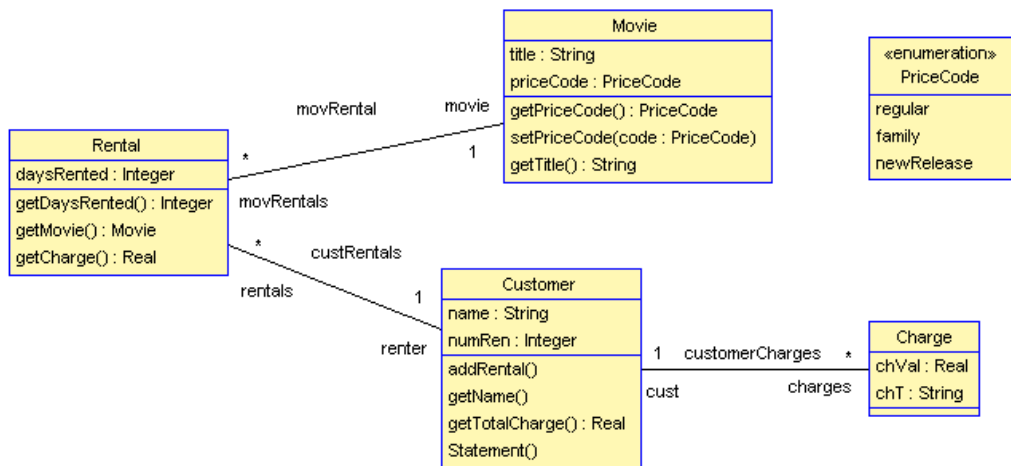 Movie
title : String
priceCode : PriceCode
getPriceCode() : PriceCode
setPriceCode(code : PriceCode)
getTitle() : String
«enumeration»
PriceCode
regular
family
newRelease
movRental
movie
*
1
movRentals
Rental
daysRented : Integer
getDaysRented() : Integer
getMovie() : Movie
getCharge() : Real
*
custRentals
rentals
1
renter
Customer
name : String
numRen : Integer
addRental()
getName()
getTotalCharge() : Real
Statement()
1
customerCharges
*
cust
charges
Charge
chVal : Real
chT : String